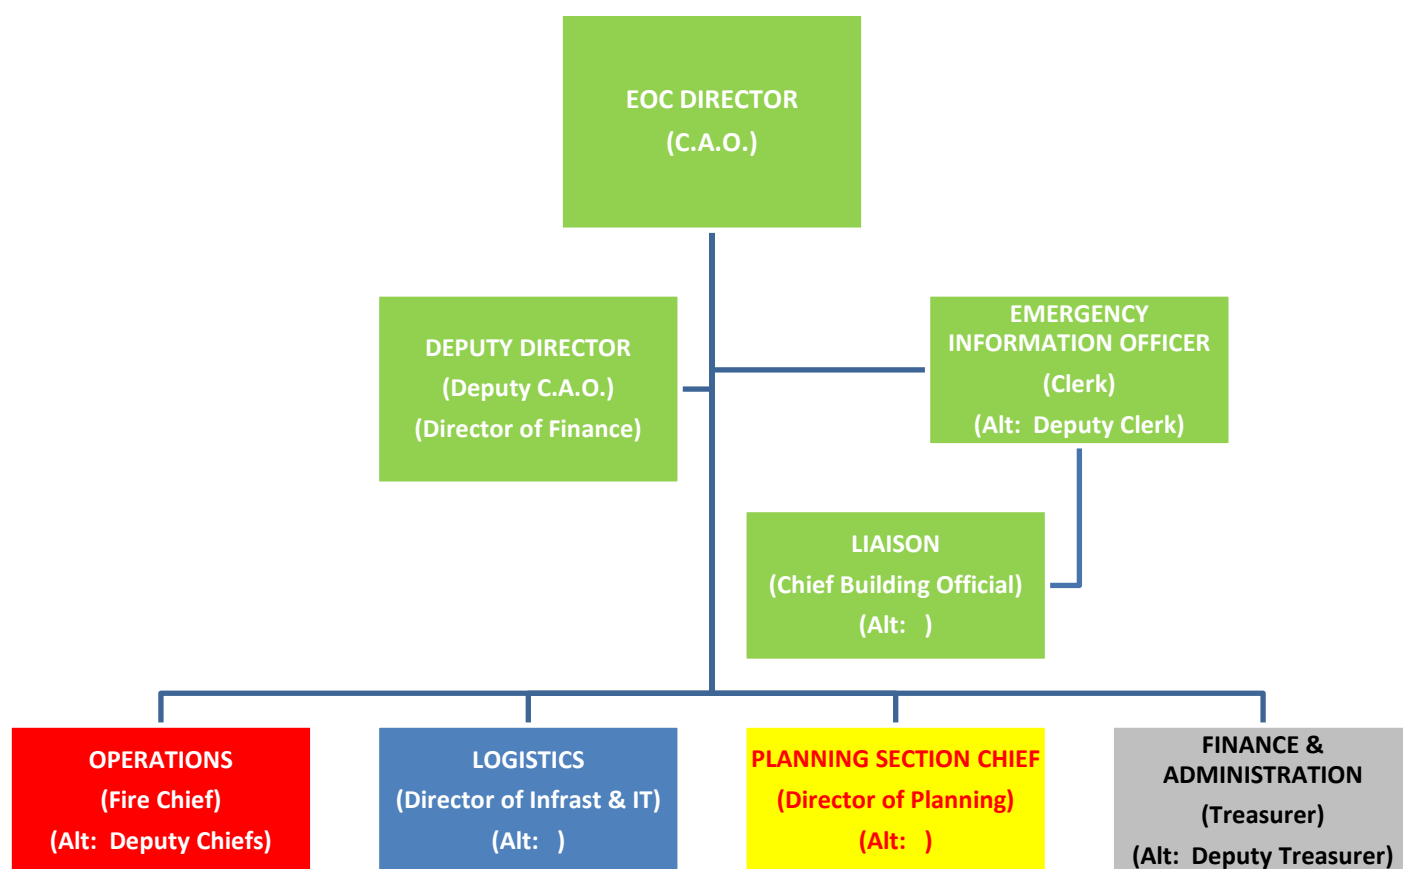 EOC DIRECTOR
(C.A.O.)
DEPUTY DIRECTOR
(Deputy C.A.O.)
(Director of Finance)
EMERGENCY
INFORMATION OFFICER
(Clerk)
(Alt:  Deputy Clerk)
LIAISON
(Chief Building Official)
(Alt:   )
OPERATIONS
(Fire Chief)
(Alt:  Deputy Chiefs)
LOGISTICS
(Director of Infrast & IT)
(Alt:   )
PLANNING SECTION CHIEF
(Director of Planning)
(Alt:   )
FINANCE &
ADMINISTRATION
(Treasurer)
(Alt:  Deputy Treasurer)